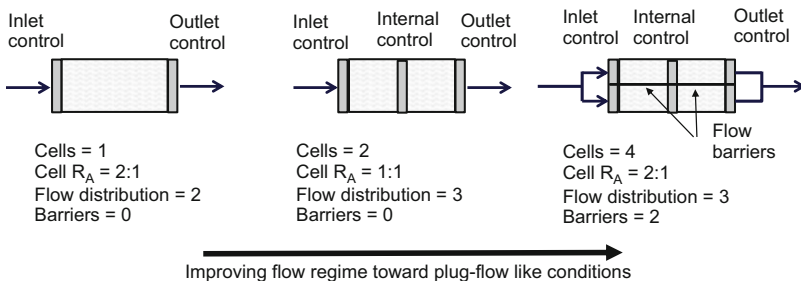 Inlet
control
Outlet
control
Cells = 1
Cell R_A = 2:1
Flow distribution = 2
Barriers = 0
Inlet
control
Internal
control
Outlet
control
Cells = 2
Cell R_A = 1:1
Flow distribution = 3
Barriers = 0
Inlet
control
Internal
control
Outlet
control
Flow
barriers
Cells = 4
Cell R_A = 2:1
Flow distribution = 3
Barriers = 2
Improving flow regime toward plug-flow like conditions